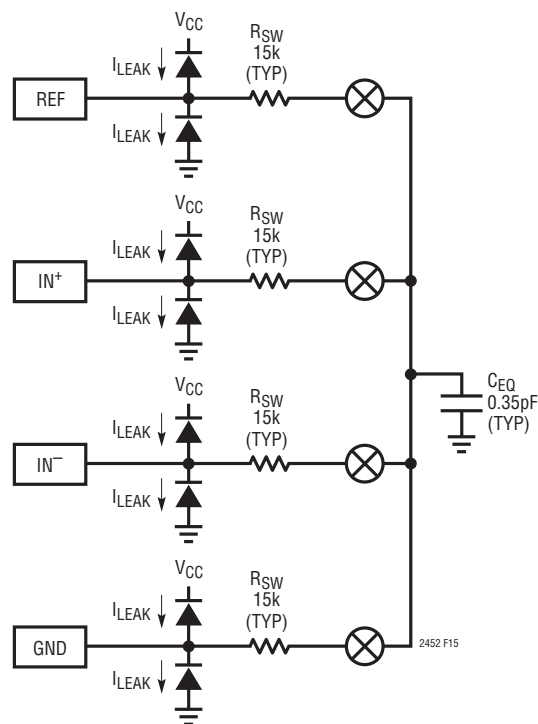 VCC
RSW
15k
(TYP)
ILEAK
REF
ILEAK
VCC
RSW
15k
(TYP)
ILEAK
IN+
ILEAK
CEQ
0.35pF
(TYP)
VCC
RSW
15k
(TYP)
ILEAK
IN–
ILEAK
VCC
RSW
15k
(TYP)
ILEAK
GND
2452 F15
ILEAK